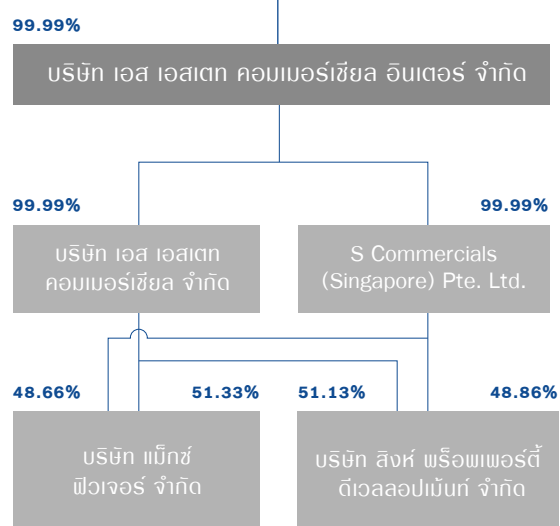 99.99%
บริษัท เอส เอสเตท คอมเมอร์เชียล อินเตอร์ จำกัด
99.99%
99.99%
บริษัท เอส เอสเตท
คอมเมอร์เชียล จำกัด
S Commercials
(Singapore) Pte. Ltd.
48.66%
51.33%
51.13%
48.86%
บริษัท แม็กซ์
ฟิวเจอร์ จำกัด
บริษัท สิงห์ พร็อพเพอร์ตี้
ดีเวลลอปเม้นท์ จำกัด